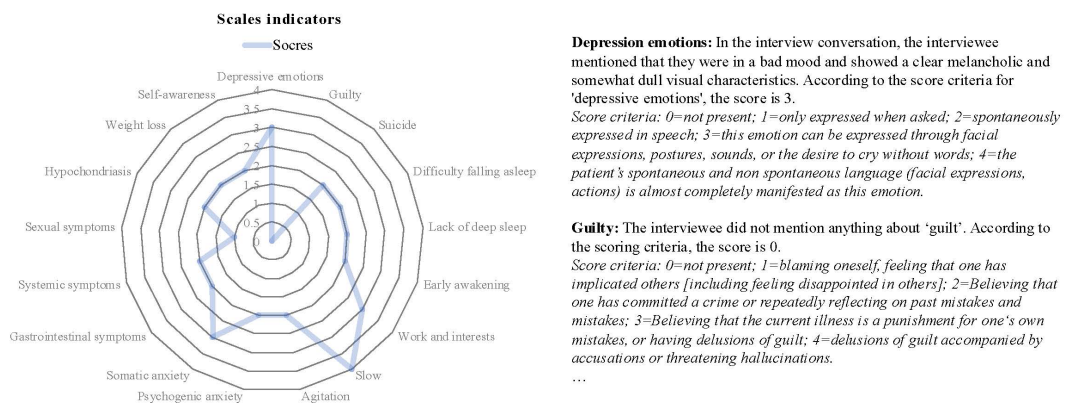 Scales indicators
Socres
Depressive emotions
Guilty
Suicide
Difficulty falling asleep
Lack of deep sleep
Early awakening
Work and interests
Slow
Agitation
Psychogenic anxiety
Somatic anxiety
Gastrointestinal symptoms
Systemic symptoms
Sexual symptoms
Hypochondriasis
Weight loss
Self-awareness
4
3.5
3
2.5
2
1.5
1
0.5
0
Depression emotions: In the interview conversation, the interviewee
mentioned that they were in a bad mood and showed a clear melancholic and
somewhat dull visual characteristics. According to the score criteria for
'depressive emotions', the score is 3.
Score criteria: 0=not present; 1=only expressed when asked; 2=spontaneously
expressed in speech; 3=this emotion can be expressed through facial
expressions, postures, sounds, or the desire to cry without words; 4=the
patient's spontaneous and non spontaneous language (facial expressions,
actions) is almost completely manifested as this emotion.
Guilty: The interviewee did not mention anything about ‘guilt’. According to
the scoring criteria, the score is 0.
Score criteria: 0=not present; 1=blaming oneself, feeling that one has
implicated others [including feeling disappointed in others]; 2=Believing that
one has committed a crime or repeatedly reflecting on past mistakes and
mistakes; 3=Believing that the current illness is a punishment for one‘s own
mistakes, or having delusions of guilt; 4=delusions of guilt accompanied by
accusations or threatening hallucinations.
…